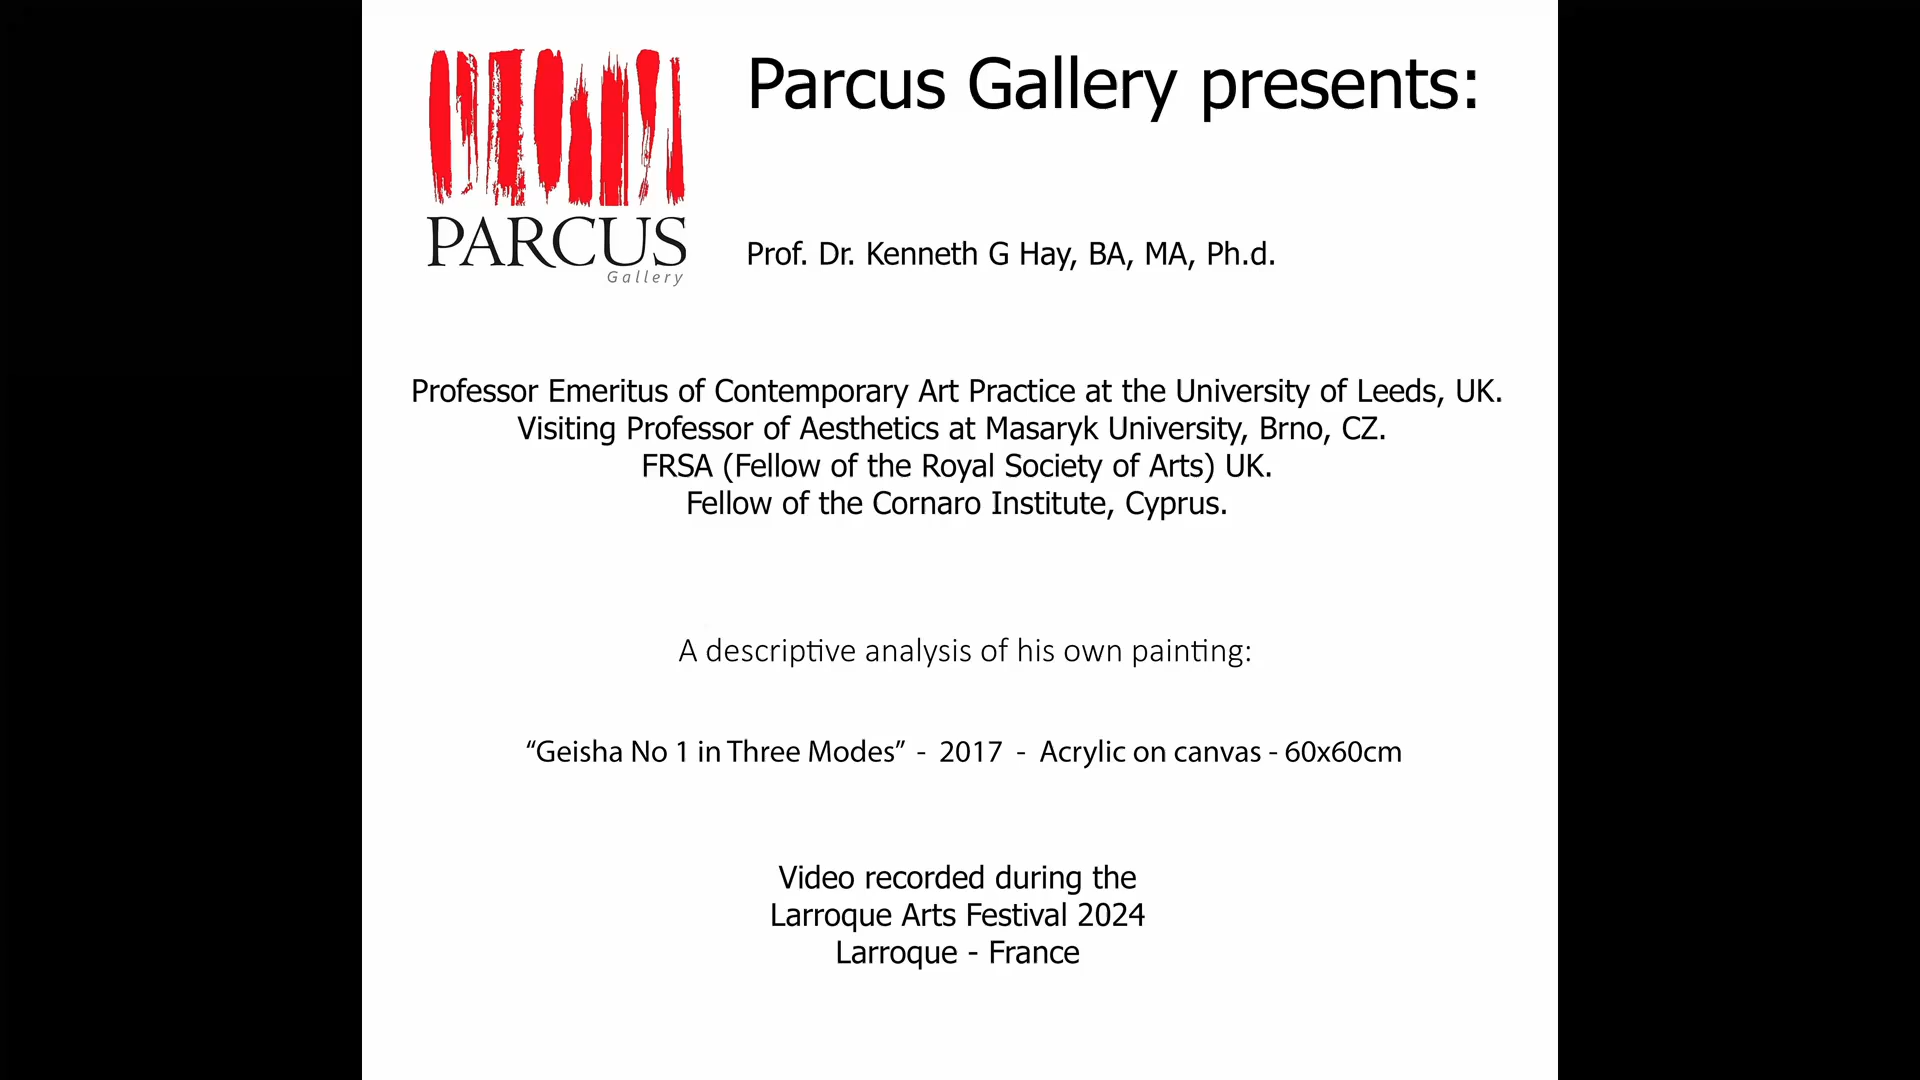 PARCUS
Gallery
Parcus Gallery presents:
Prof. Dr. Kenneth G Hay, BA, MA, Ph.d.
Professor Emeritus of Contemporary Art Practice at the University of Leeds, UK.
Visiting Professor of Aesthetics at Masaryk University, Brno, CZ.
FRSA (Fellow of the Royal Society of Arts) UK.
Fellow of the Cornaro Institute, Cyprus.
A descriptive analysis of his own painting:
“Geisha No 1 in Three Modes” - 2017 - Acrylic on canvas - 60x60cm
Video recorded during the
Larroque Arts Festival 2024
Larroque - France